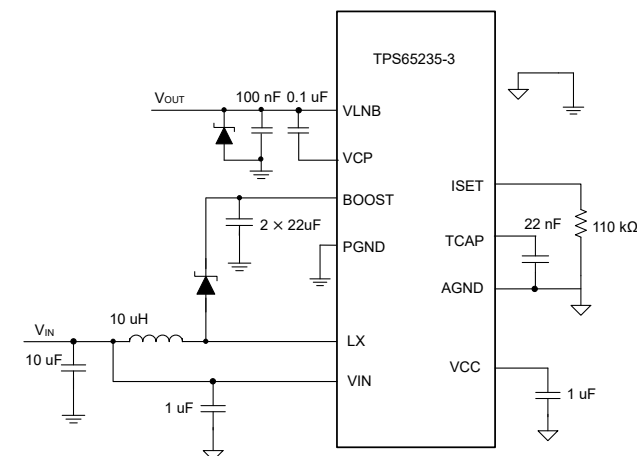 TPS65235-3
VOUT
100 nF
0.1 uF
VLNB
VCP
ISET
BOOST
2 × 22uF
22 nF
110 kΩ
TCAP
PGND
AGND
VIN
10 uH
LX
10 uF
VCC
VIN
1 uF
1 uF